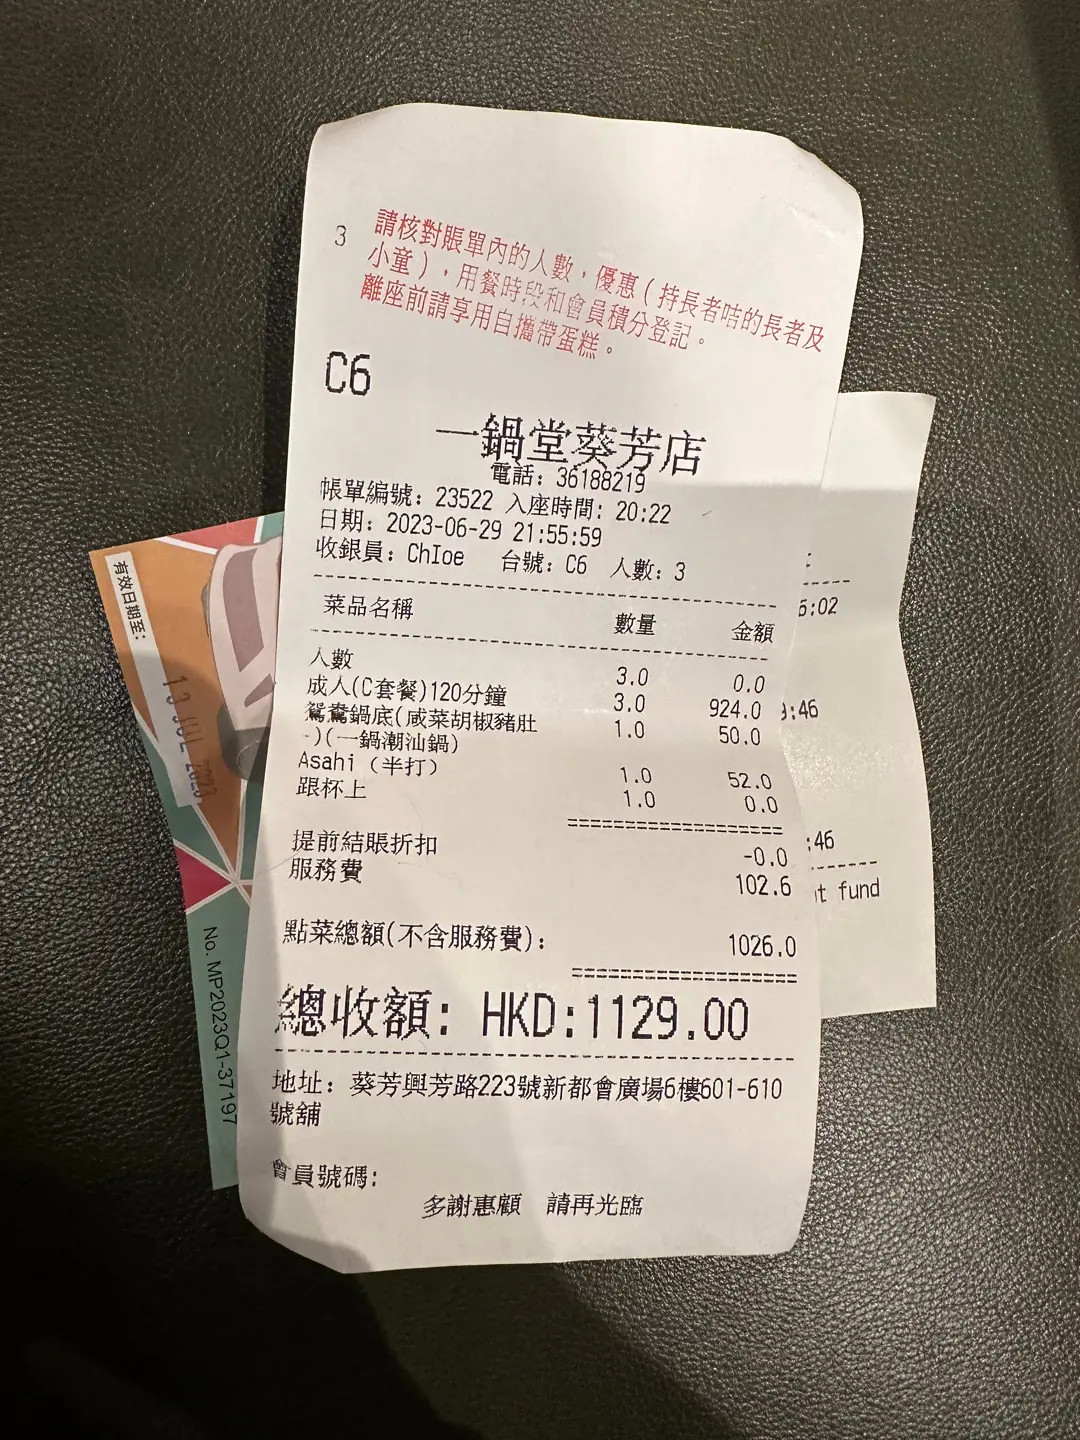 3
請核對賬單內的人數，優惠（持長者咭的長者及
小童），用餐時段和會員積分登記。
離座前請享用自攜帶蛋糕。
C6
一鍋堂葵芳店
電話: 36188219
帳單編號: 23522 入座時間: 20:22
日期: 2023-06-29 21:55:59
收銀員: ChIoe 台號: C6 人數: 3
菜品名稱 數量 金額
人數 3.0 0.0
成人(C套餐)120分鐘 3.0 924.0
鴛鴦鍋底(咸菜胡椒豬肚 1.0 50.0
-)(一鍋潮汕鍋)
Asahi (半打) 1.0 52.0
跟杯上 1.0 0.0
提前結賬折扣 -0.0
服務費 102.6
點菜總額(不含服務費): 1026.0
總收額: HKD:1129.00
地址: 葵芳興芳路223號新都會廣場6樓601-610
號舖
會員號碼:
多謝惠顧 請再光臨
有效日期至:
13 JUL 2023
No. MP2023Q1-37197
:02
:46
:46
fund